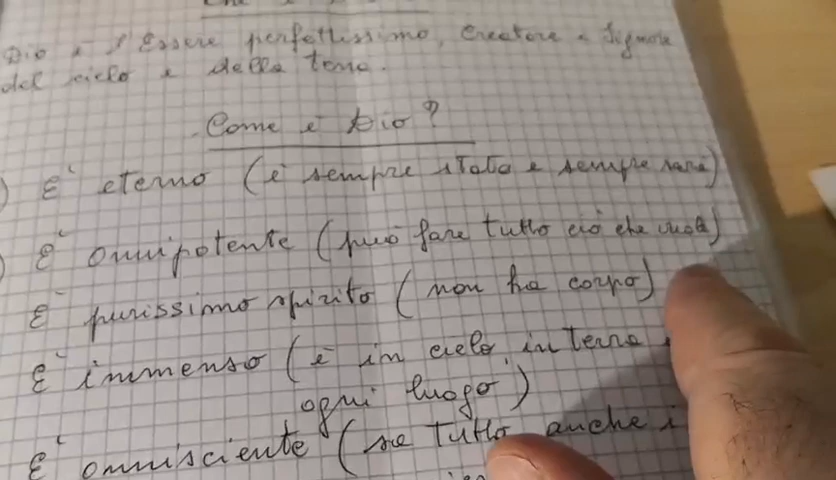 Dio è l'Essere perfettissimo, Creatore e Signore
del cielo e della terra.
Come è Dio?
) E' eterno (è sempre stato e sempre sarà)
) E' onnipotente (può fare tutto ciò che vuole)
E' purissimo spirito (non ha corpo)
E' immenso (è in cielo, in terra
ogni luogo)
E' omnisciente (sa tutto anche i